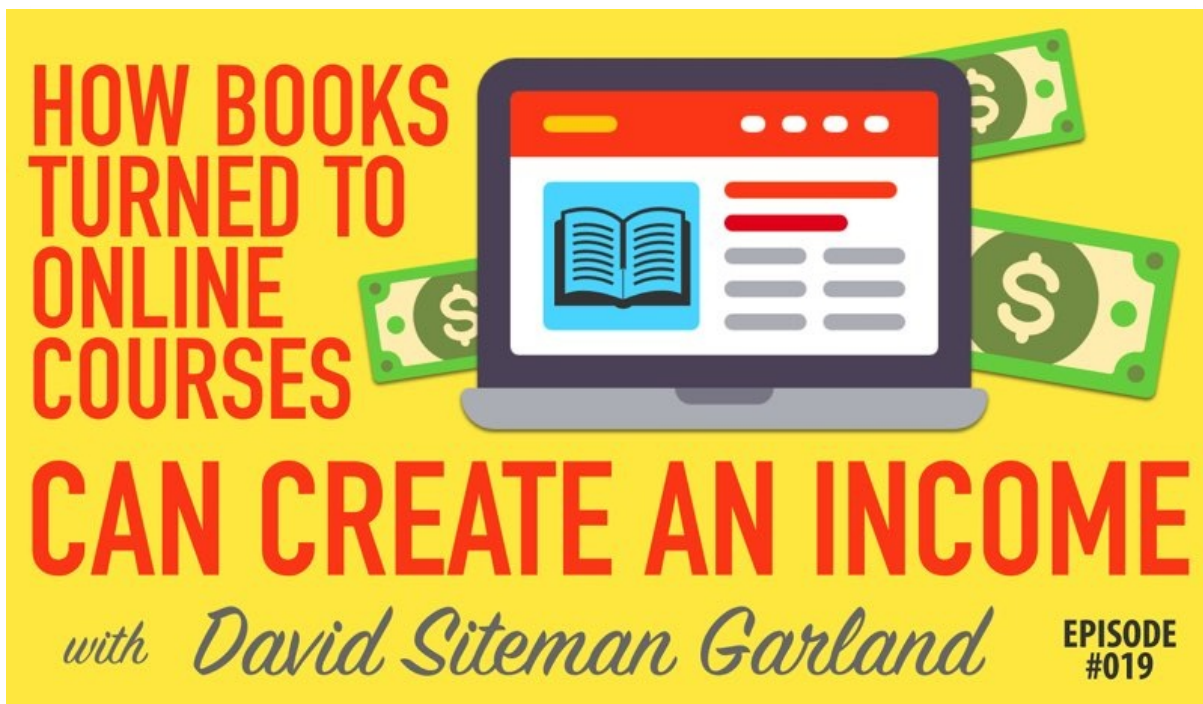 HOW BOOKS
TURNED TO
ONLINE
COURSES
CAN CREATE AN INCOME
with David Siteman Garland
EPISODE
#019
$
$
$